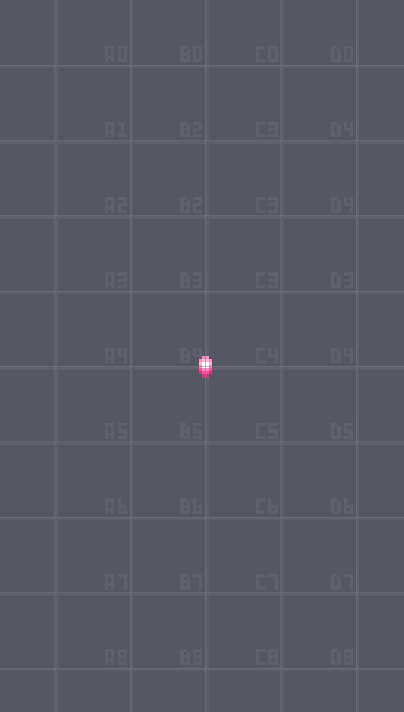 A0 B0 C0 D0
A1 B2 C3 D4
A2 B2 C3 D4
A3 B3 C3 D3
A4 B4 C4 D4
A5 B5 C5 D5
A6 B6 C6 D6
A7 B7 C7 D7
A8 B8 C8 D8